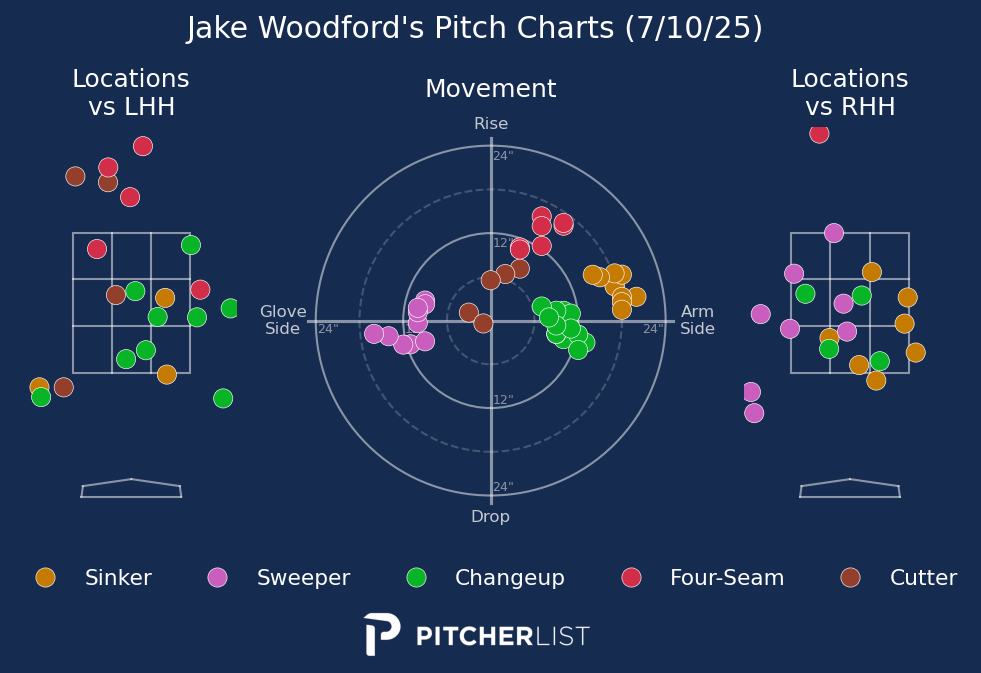 Jake Woodford's Pitch Charts (7/10/25)
Locations
vs LHH
Movement
Locations
vs RHH
Rise
24"
12"
Glove
Side
24"
24"
Arm
Side
12"
24"
Drop
Sinker
Sweeper
Changeup
Four-Seam
Cutter
PITCHERLIST